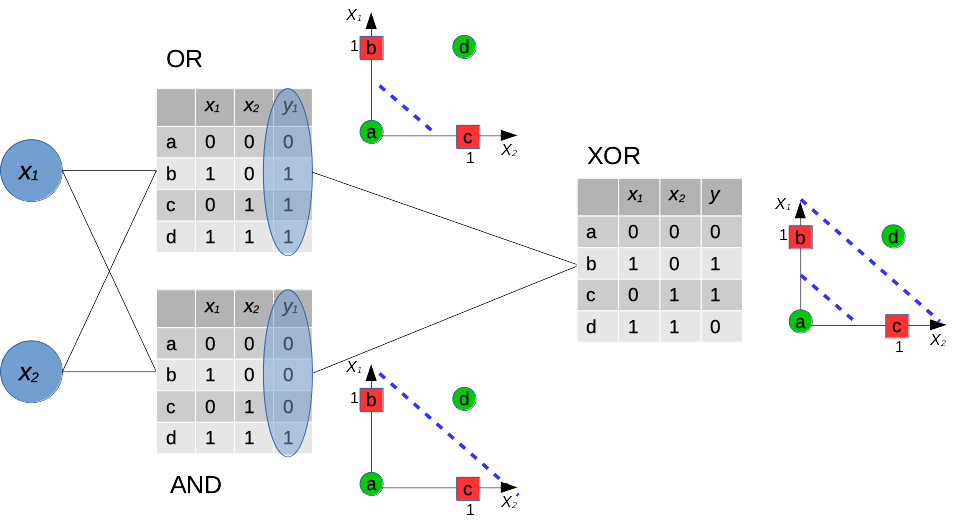 OR
x₁ x₂ y₁
a 0 0 0
b 1 0 1
c 0 1 1
d 1 1 1
X₁
1 b d
a c X₂
1
x₁
x₂
x₁ x₂ y₁
a 0 0 0
b 1 0 0
c 0 1 0
d 1 1 1
AND
X₁
1 b d
a c X₂
1
XOR
x₁ x₂ y
a 0 0 0
b 1 0 1
c 0 1 1
d 1 1 0
X₁
1 b d
a c X₂
1